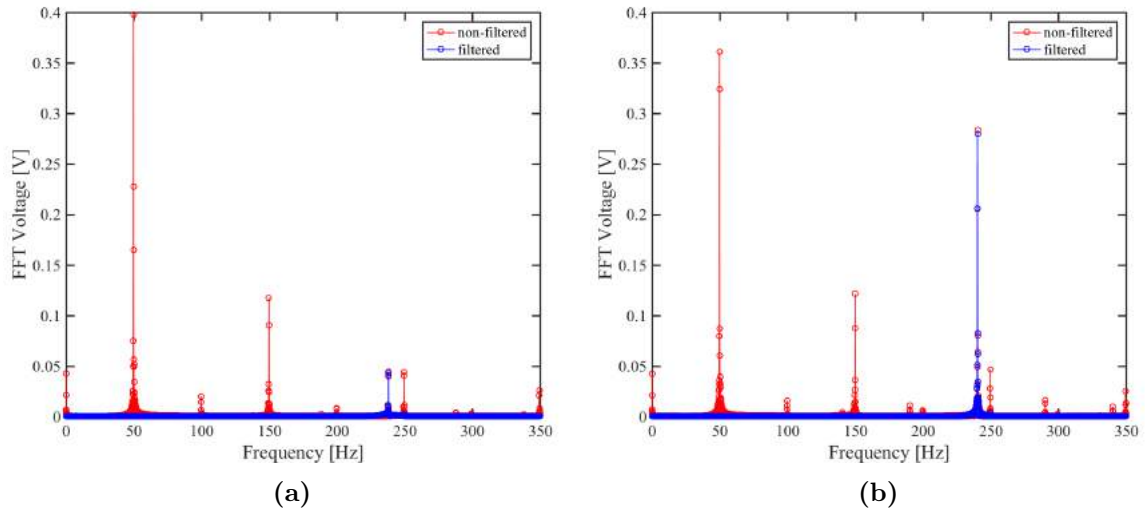 0.4
0.35
0.3
0.25
0.2
0.15
0.1
0.05
0
0 50 100 150 200 250 300 350
FFT Voltage [V]
Frequency [Hz]
non-filtered
filtered
(a)
0.4
0.35
0.3
0.25
0.2
0.15
0.1
0.05
0
0 50 100 150 200 250 300 350
FFT Voltage [V]
Frequency [Hz]
non-filtered
filtered
(b)